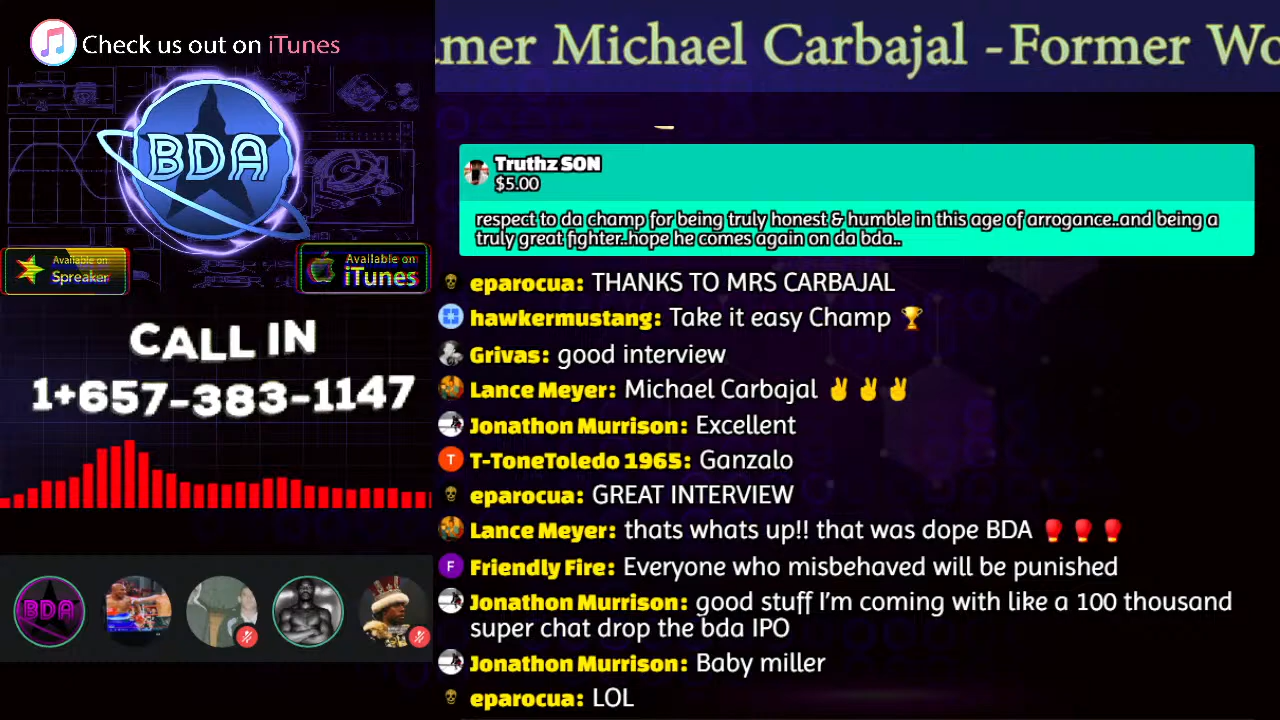 Check us out on iTunes
BDA
Available on
Spreaker
Available on
iTunes
CALL IN
1+657-383-1147
BDA
Michael Carbajal -Former
Truthz SON
$5.00
respect to da champ for being truly honest & humble in this age of arrogance..and being a
truly great fighter..hope he comes again on da bda..
eparocua: THANKS TO MRS CARBAJAL
hawkermustang: Take it easy Champ 🏆
Grivas: good interview
Lance Meyer: Michael Carbajal ✌️✌️✌️
Jonathon Murrison: Excellent
T T-ToneToledo 1965: Ganzalo
eparocua: GREAT INTERVIEW
Lance Meyer: thats whats up!! that was dope BDA 🥊🥊🥊
F Friendly Fire: Everyone who misbehaved will be punished
Jonathon Murrison: good stuff I'm coming with like a 100 thousand
super chat drop the bda IPO
Jonathon Murrison: Baby miller
eparocua: LOL